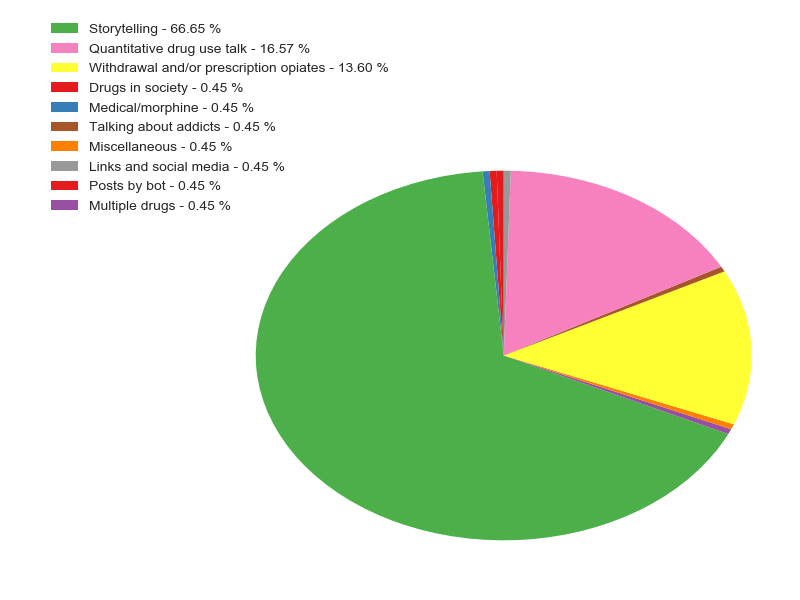 Storytelling - 66.65 %
Quantitative drug use talk - 16.57 %
Withdrawal and/or prescription opiates - 13.60 %
Drugs in society - 0.45 %
Medical/morphine - 0.45 %
Talking about addicts - 0.45 %
Miscellaneous - 0.45 %
Links and social media - 0.45 %
Posts by bot - 0.45 %
Multiple drugs - 0.45 %